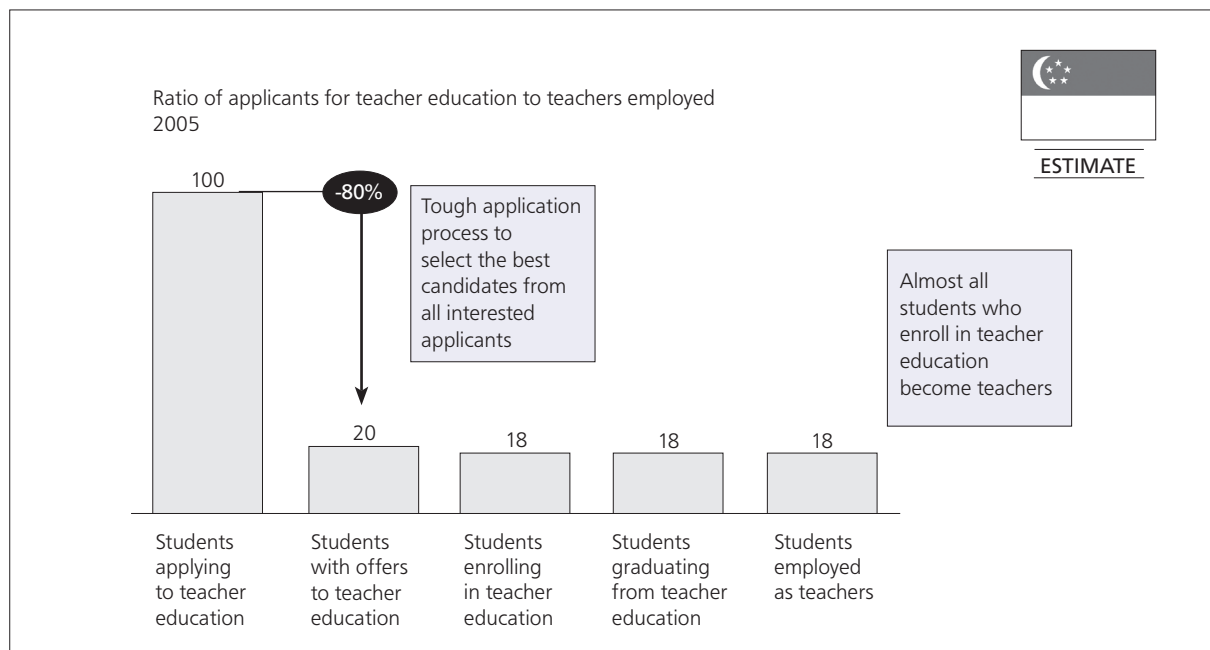 Ratio of applicants for teacher education to teachers employed
2005
ESTIMATE
100
-80%
Tough application
process to
select the best
candidates from
all interested
applicants
Almost all
students who
enroll in teacher
education
become teachers
20
18
18
18
Students
applying
to teacher
education
Students
with offers
to teacher
education
Students
enrolling
in teacher
education
Students
graduating
from teacher
education
Students
employed
as teachers